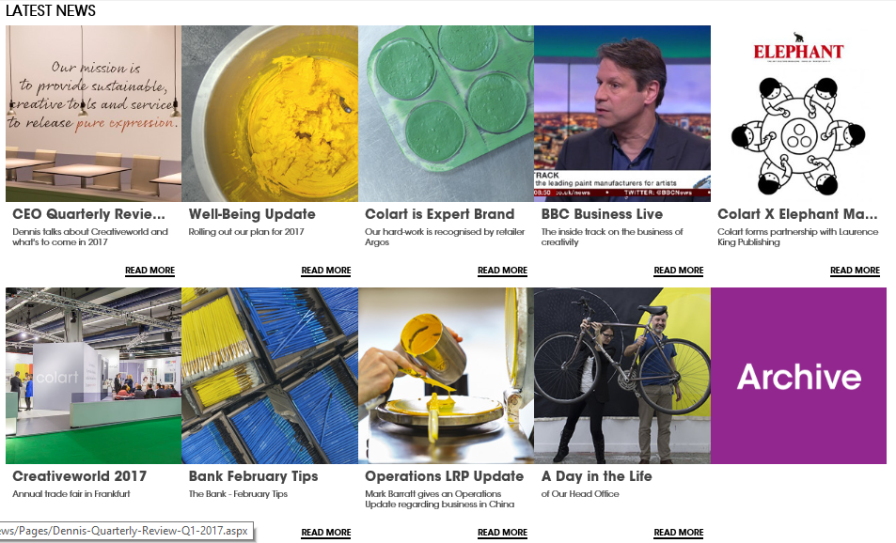 LATEST NEWS
Our mission is
to provide sustainable,
creative tools and services
to release pure expression.
TRACK
the leading paint manufacturers for artists
TWITTER: @BBCNews
ELEPHANT
CEO Quarterly Revie...
Dennis talks about Creativeworld and
what's to come in 2017
READ MORE
Well-Being Update
Rolling out our plan for 2017
READ MORE
Colart is Expert Brand
Our hard-work is recognised by retailer
Argos
READ MORE
BBC Business Live
The inside track on the business of
creativity
READ MORE
Colart X Elephant Ma...
Colart forms partnership with Laurence
King Publishing
READ MORE
colart
Archive
Creativeworld 2017
Annual trade fair in Frankfurt
Bank February Tips
The Bank - February Tips
READ MORE
Operations LRP Update
Mark Barratt gives an Operations
Update regarding business in China
READ MORE
A Day in the Life
of Our Head Office
READ MORE
ews/Pages/Dennis-Quarterly-Review-Q1-2017.aspx